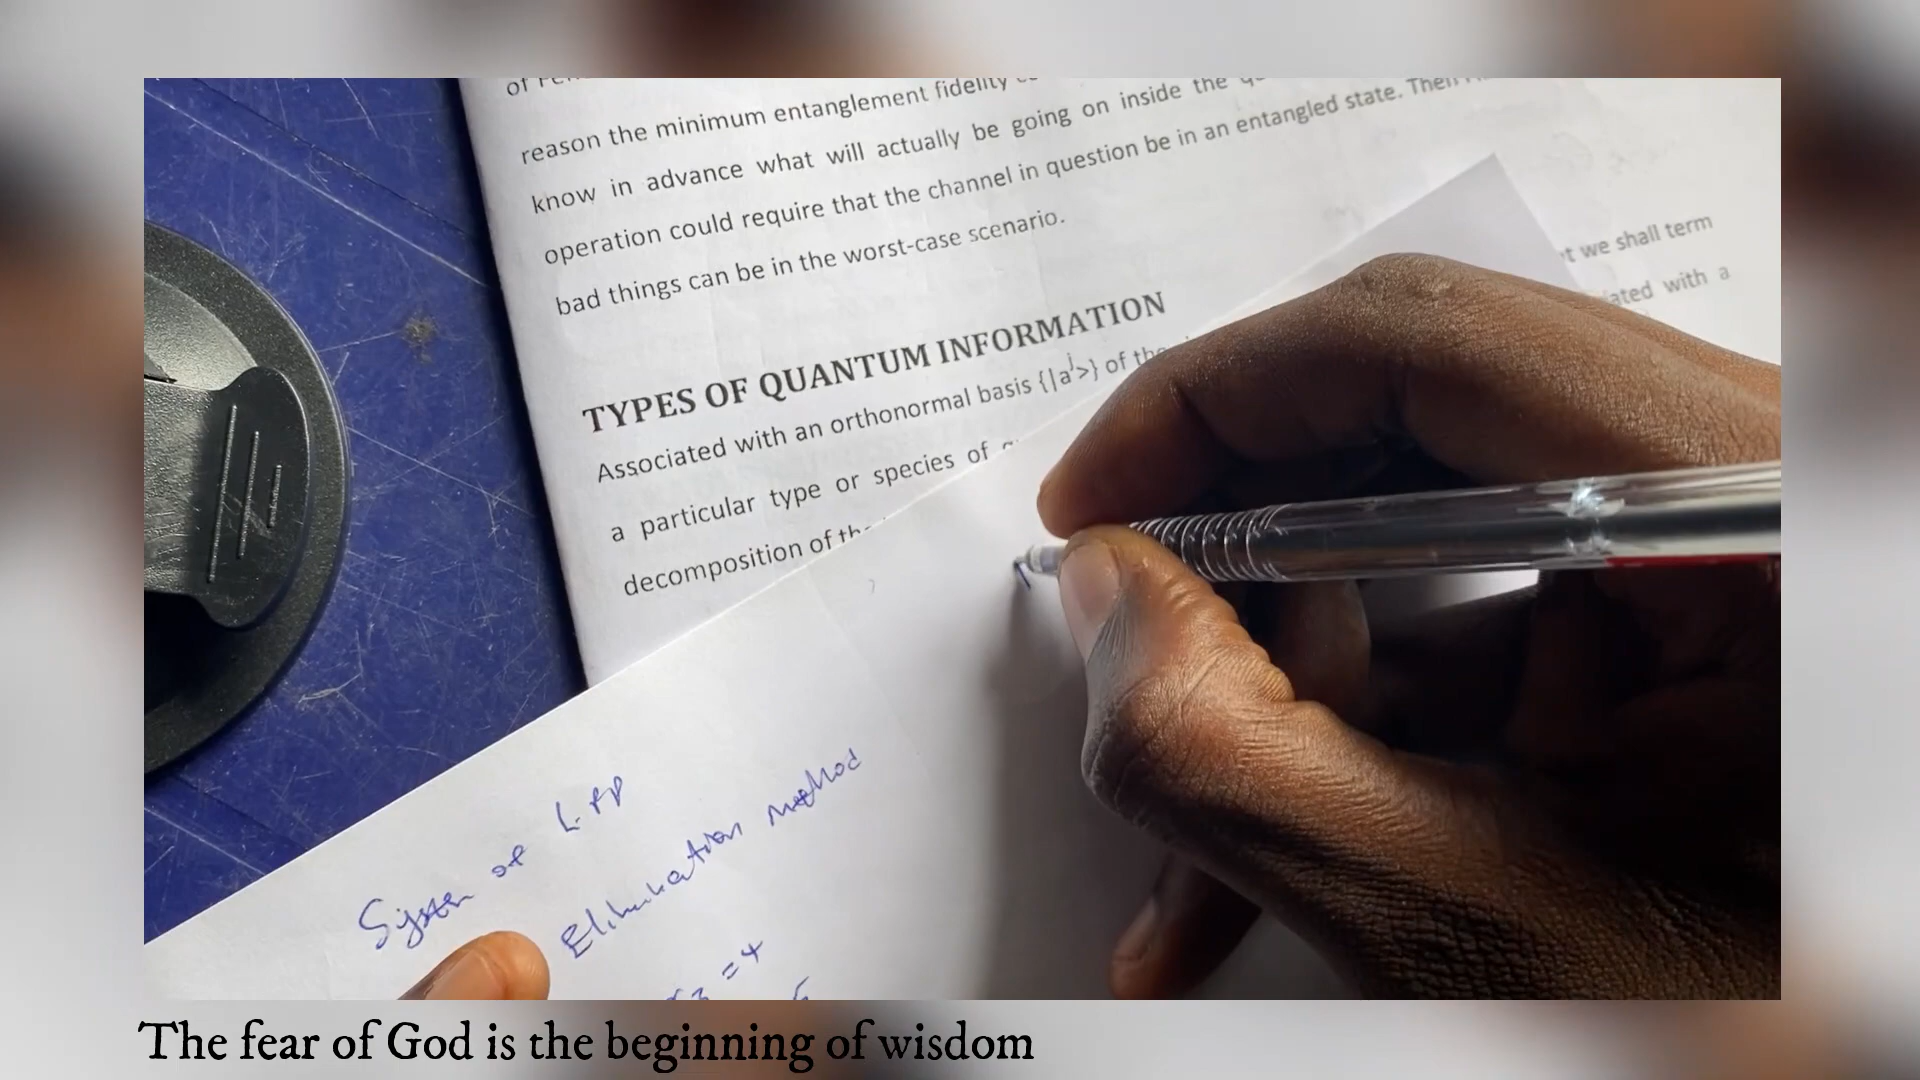 reason the minimum entanglement fidelity
know in advance what will actually be going on inside the
operation could require that the channel in question be in an entangled state. Then
bad things can be in the worst-case scenario.
we shall term
with a
TYPES OF QUANTUM INFORMATION
Associated with an orthonormal basis {|a^j>} of the
a particular type or species of
decomposition of
System of L.PP
Elimination method
= 4
The fear of God is the beginning of wisdom